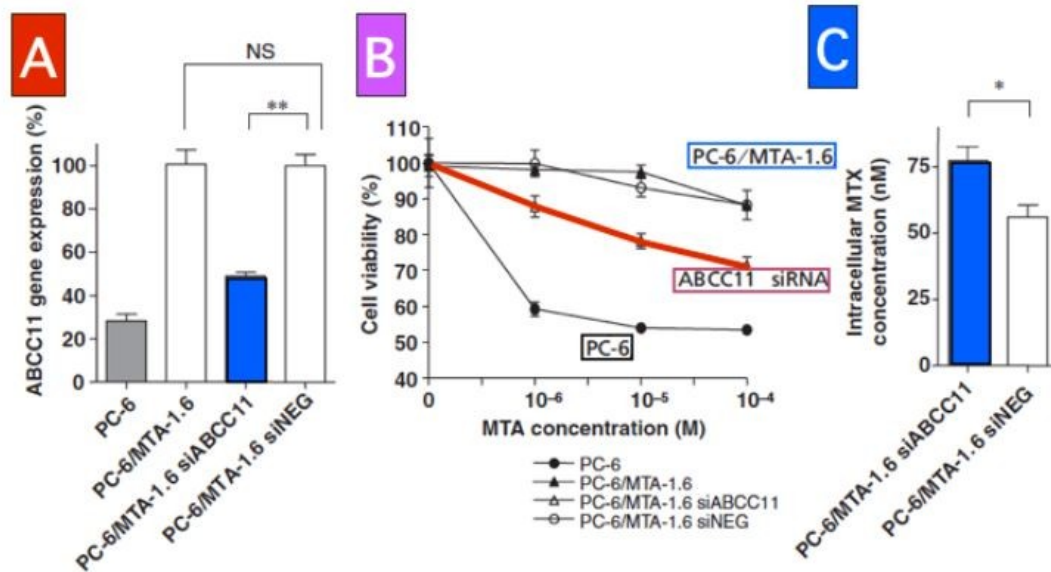 A
NS
**
ABCC11 gene expression (%)
100
80
60
40
20
0
PC-6
PC-6/MTA-1.6
PC-6/MTA-1.6 siABCC11
PC-6/MTA-1.6 siNEG
B
Cell viability (%)
110
100
90
80
70
60
50
40
PC-6/MTA-1.6
ABCC11 siRNA
PC-6
0
10⁻⁶
10⁻⁵
10⁻⁴
MTA concentration (M)
PC-6
PC-6/MTA-1.6
PC-6/MTA-1.6 siABCC11
PC-6/MTA-1.6 siNEG
C
*
Intracellular MTX
concentration (nM)
75
50
25
0
PC-6/MTA-1.6 siABCC11
PC-6/MTA-1.6 siNEG